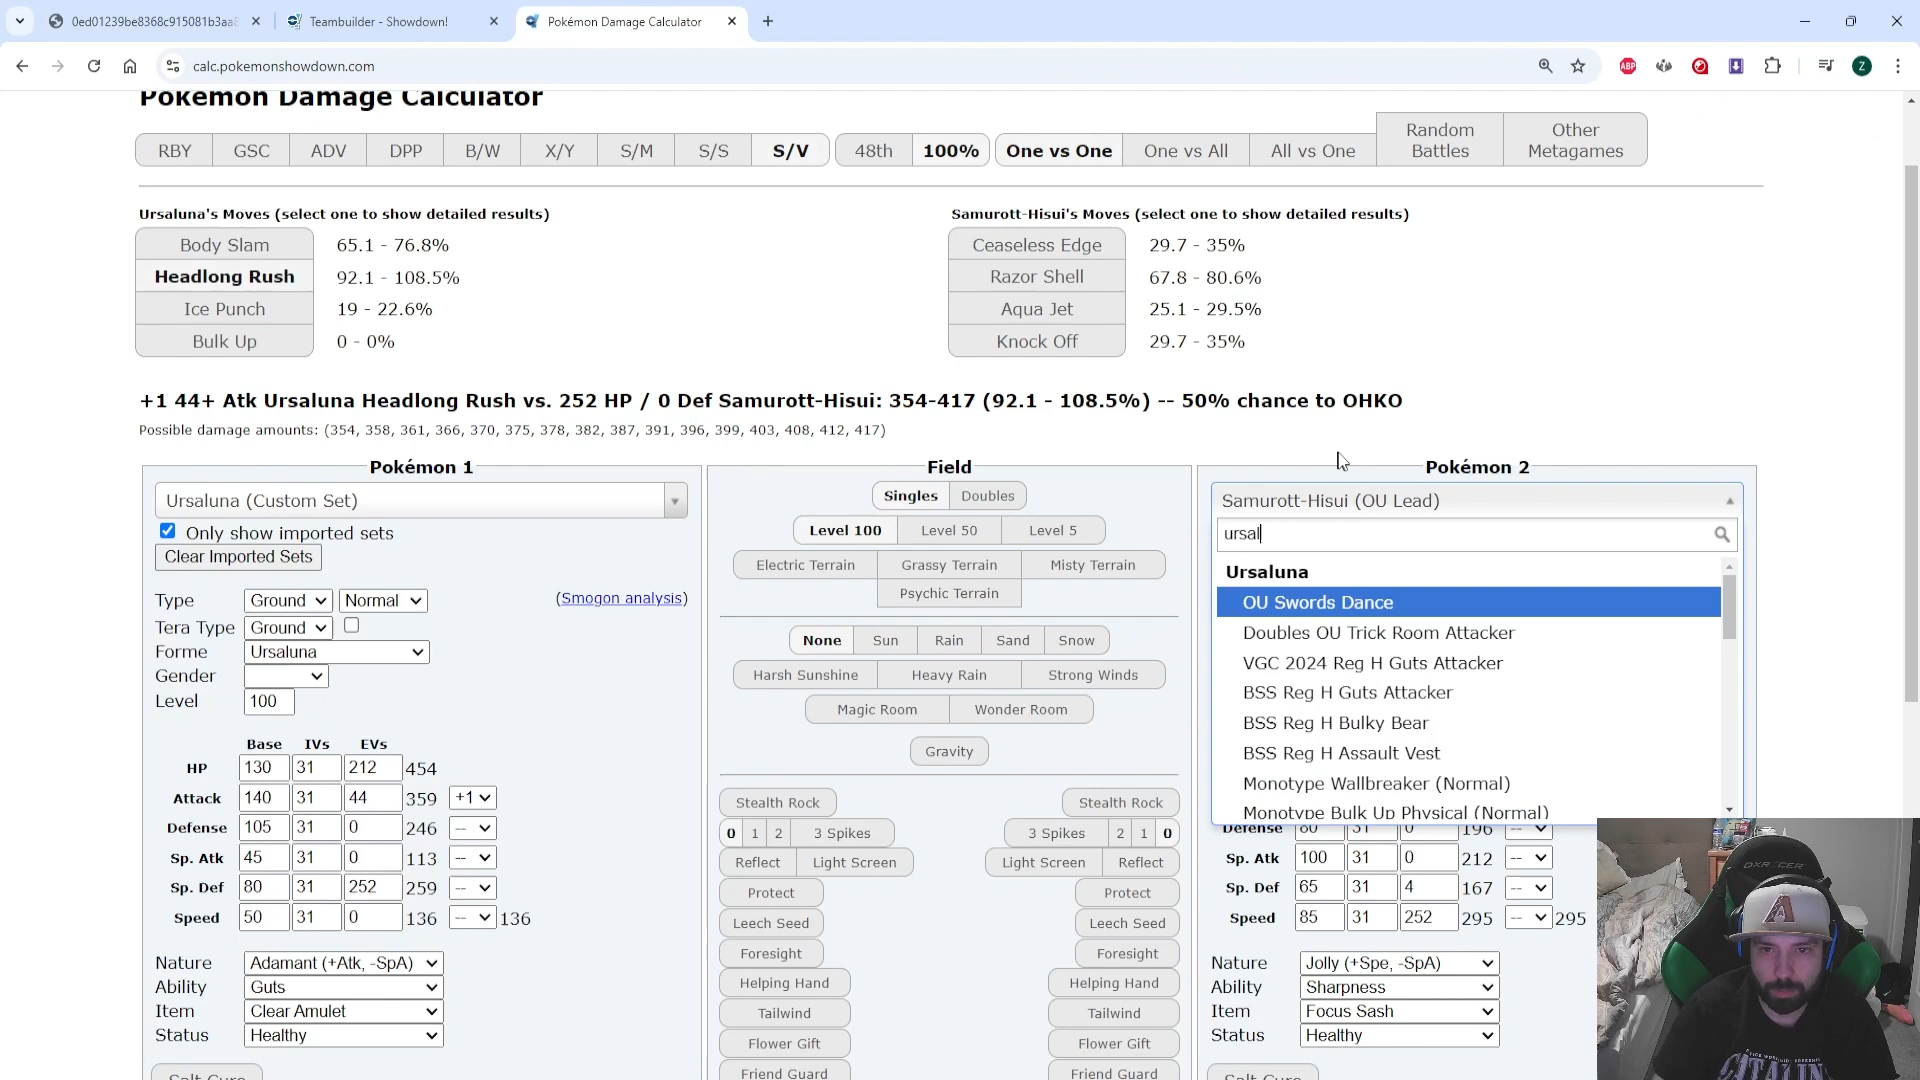 0ed01239be8368c915081b3aa8
Teambuilder - Showdown!
Pokémon Damage Calculator
calc.pokemonshowdown.com
ABP
Z
Pokémon Damage Calculator
RBY GSC ADV DPP B/W X/Y S/M S/S S/V
48th 100%
One vs One One vs All All vs One
Random Battles
Other Metagames
Ursaluna's Moves (select one to show detailed results)
Body Slam 65.1 - 76.8%
Headlong Rush 92.1 - 108.5%
Ice Punch 19 - 22.6%
Bulk Up 0 - 0%
Samurott-Hisui's Moves (select one to show detailed results)
Ceaseless Edge 29.7 - 35%
Razor Shell 67.8 - 80.6%
Aqua Jet 25.1 - 29.5%
Knock Off 29.7 - 35%
+1 44+ Atk Ursaluna Headlong Rush vs. 252 HP / 0 Def Samurott-Hisui: 354-417 (92.1 - 108.5%) -- 50% chance to OHKO
Possible damage amounts: (354, 358, 361, 366, 370, 375, 378, 382, 387, 391, 396, 399, 403, 408, 412, 417)
Pokémon 1
Ursaluna (Custom Set)
Only show imported sets
Clear Imported Sets
Type Ground Normal (Smogon analysis)
Tera Type Ground
Forme Ursaluna
Gender
Level 100
Base IVs EVs
HP 130 31 212 454
Attack 140 31 44 359 +1
Defense 105 31 0 246 --
Sp. Atk 45 31 0 113 --
Sp. Def 80 31 252 259 --
Speed 50 31 0 136 -- 136
Nature Adamant (+Atk, -SpA)
Ability Guts
Item Clear Amulet
Status Healthy
Salt Cure
Field
Singles Doubles
Level 100 Level 50 Level 5
Electric Terrain Grassy Terrain Misty Terrain
Psychic Terrain
None Sun Rain Sand Snow
Harsh Sunshine Heavy Rain Strong Winds
Magic Room Wonder Room
Gravity
Stealth Rock Stealth Rock
0 1 2 3 Spikes 3 Spikes 2 1 0
Reflect Light Screen Light Screen Reflect
Protect Protect
Leech Seed Leech Seed
Foresight Foresight
Helping Hand Helping Hand
Tailwind Tailwind
Flower Gift Flower Gift
Friend Guard Friend Guard
Pokémon 2
Samurott-Hisui (OU Lead)
ursal
Ursaluna
OU Swords Dance
Doubles OU Trick Room Attacker
VGC 2024 Reg H Guts Attacker
BSS Reg H Guts Attacker
BSS Reg H Bulky Bear
BSS Reg H Assault Vest
Monotype Wallbreaker (Normal)
Monotype Bulk Up Physical (Normal)
Defense 80 31 0 196 --
Sp. Atk 100 31 0 212 --
Sp. Def 65 31 4 167 --
Speed 85 31 252 295 -- 295
Nature Jolly (+Spe, -SpA)
Ability Sharpness
Item Focus Sash
Status Healthy
Salt Cure